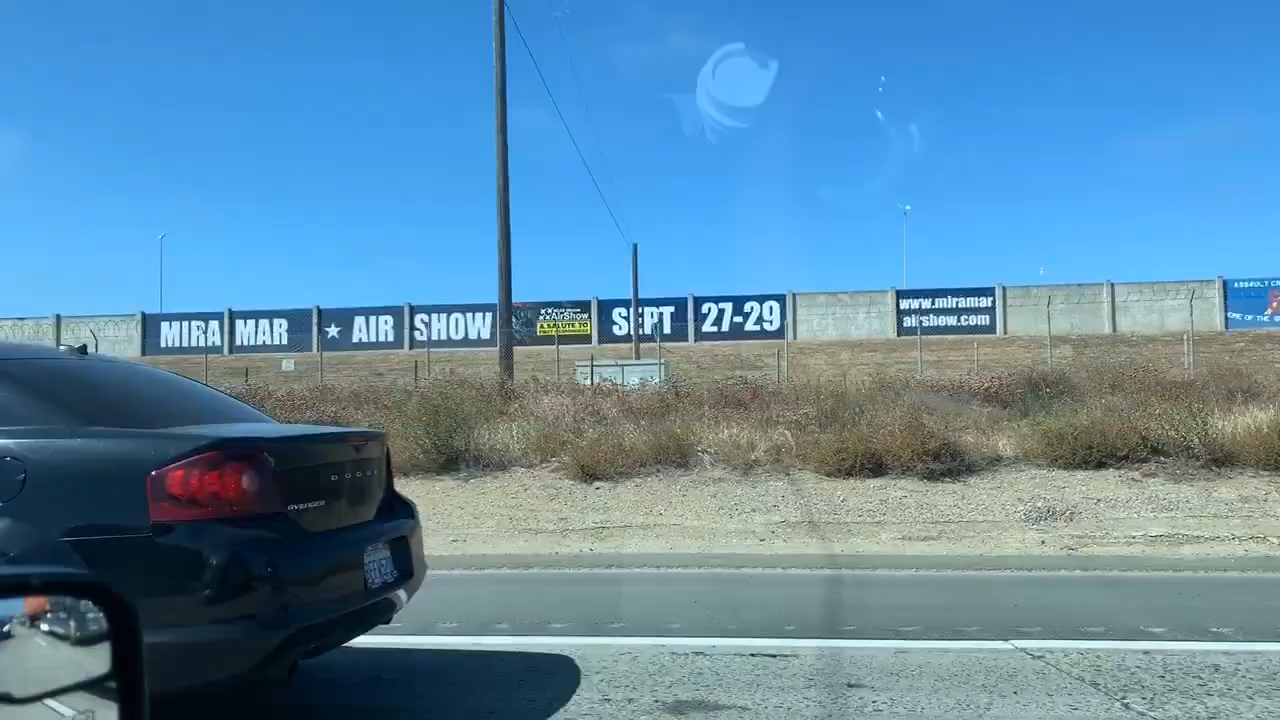 MIRAMAR ★ AIR SHOW
AirShow
A SALUTE TO
SEPT 27-29
www.miramar
airshow.com
DODGE
AVENGER